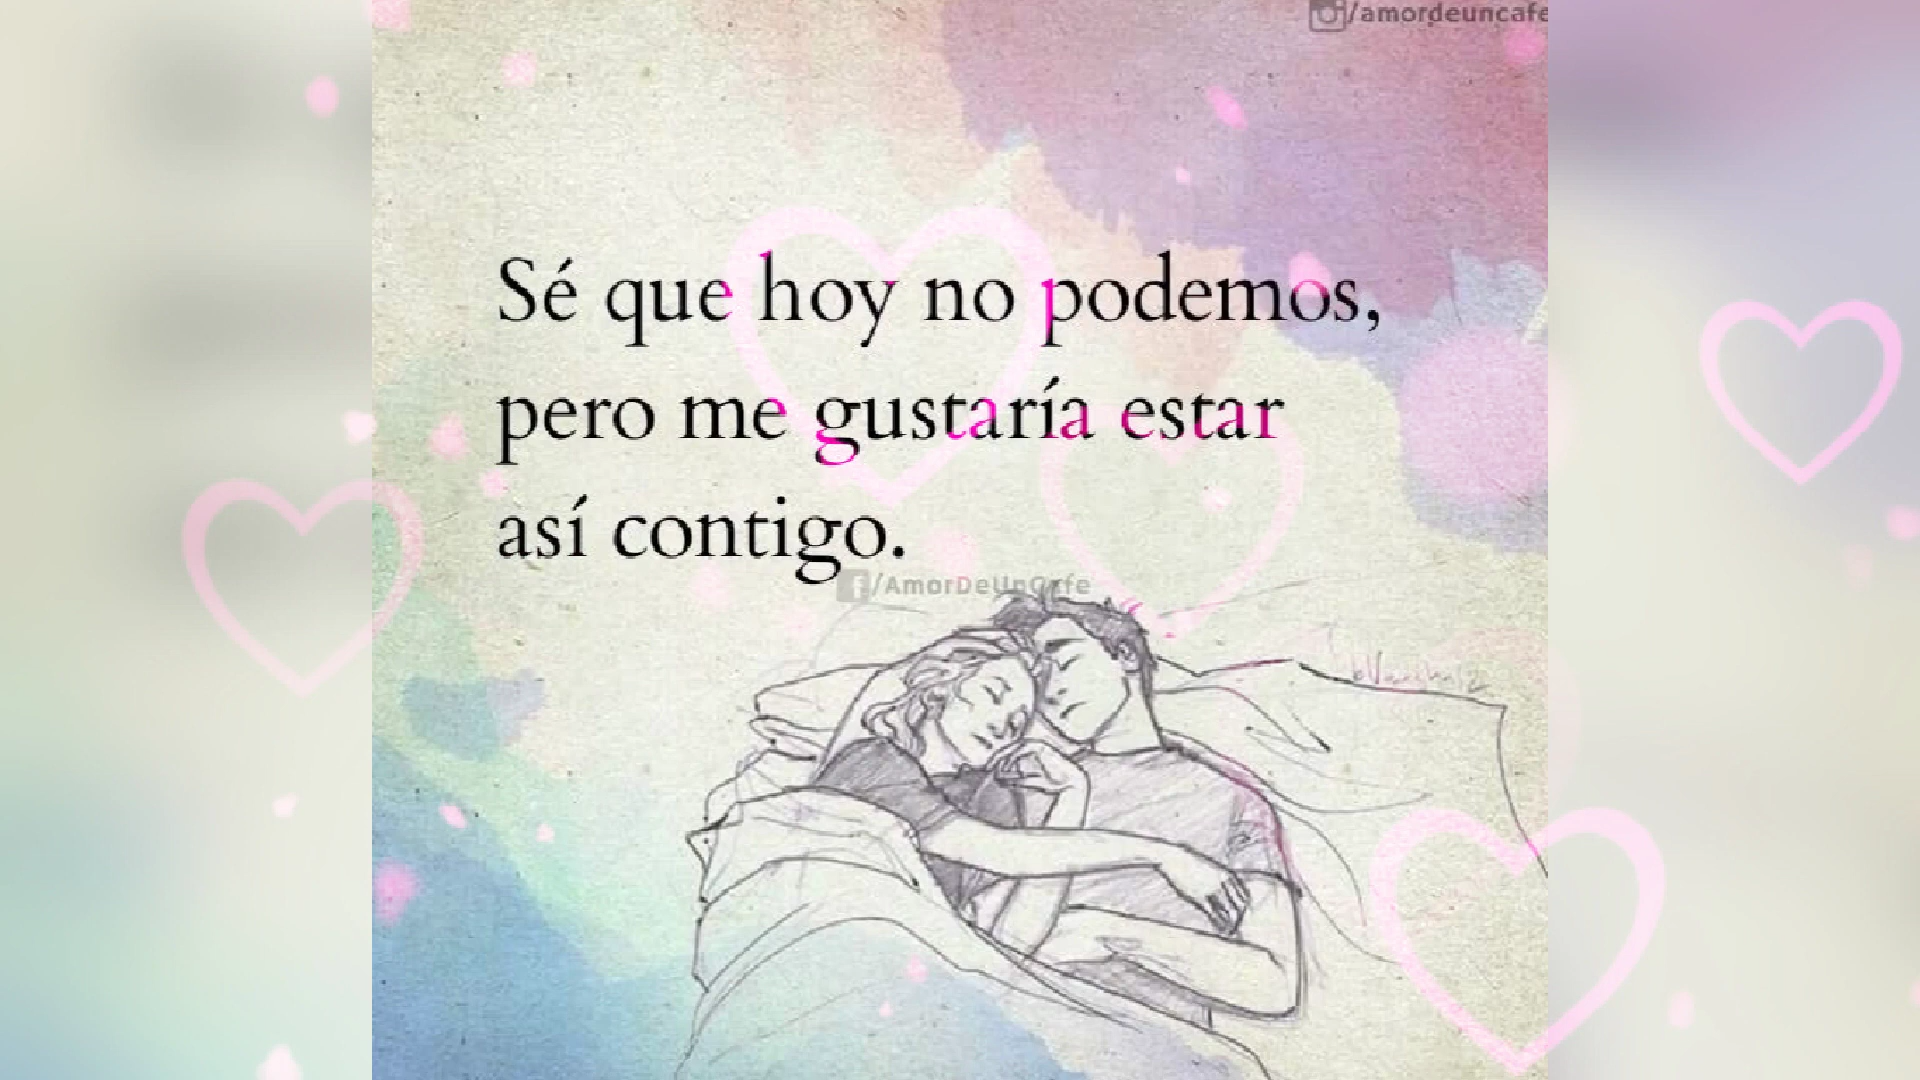 /amordeuncafe
Sé que hoy no podemos,
pero me gustaría estar
así contigo.
/AmorDeUnCafe